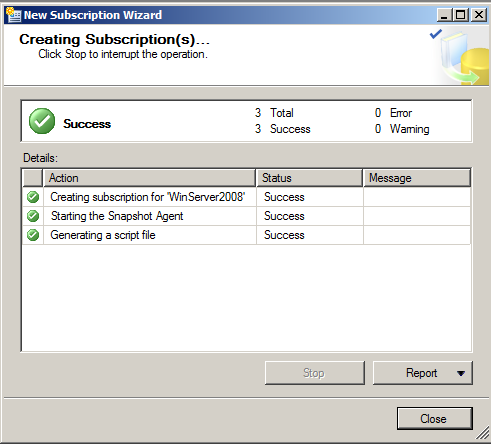 New Subscription Wizard
Creating Subscription(s)...
Click Stop to interrupt the operation.
Success
3 Total 0 Error
3 Success 0 Warning
Details:
Action Status Message
Creating subscription for 'WinServer2008' Success
Starting the Snapshot Agent Success
Generating a script file Success
Stop Report
Close